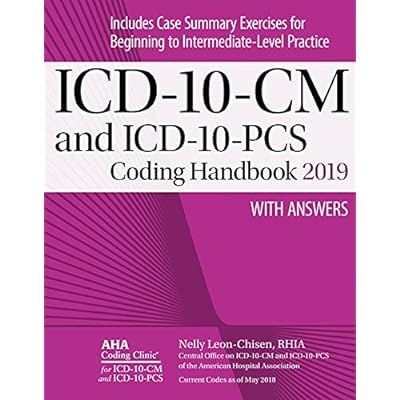 Includes Case Summary Exercises for
Beginning to Intermediate-Level Practice
ICD-10-CM
and ICD-10-PCS
Coding Handbook 2019
WITH ANSWERS
AHA
Coding Clinic®
for ICD-10-CM
and ICD-10-PCS
Nelly Leon-Chisen, RHIA
Central Office on ICD-10-CM and ICD-10-PCS
of the American Hospital Association
Current Codes as of May 2018